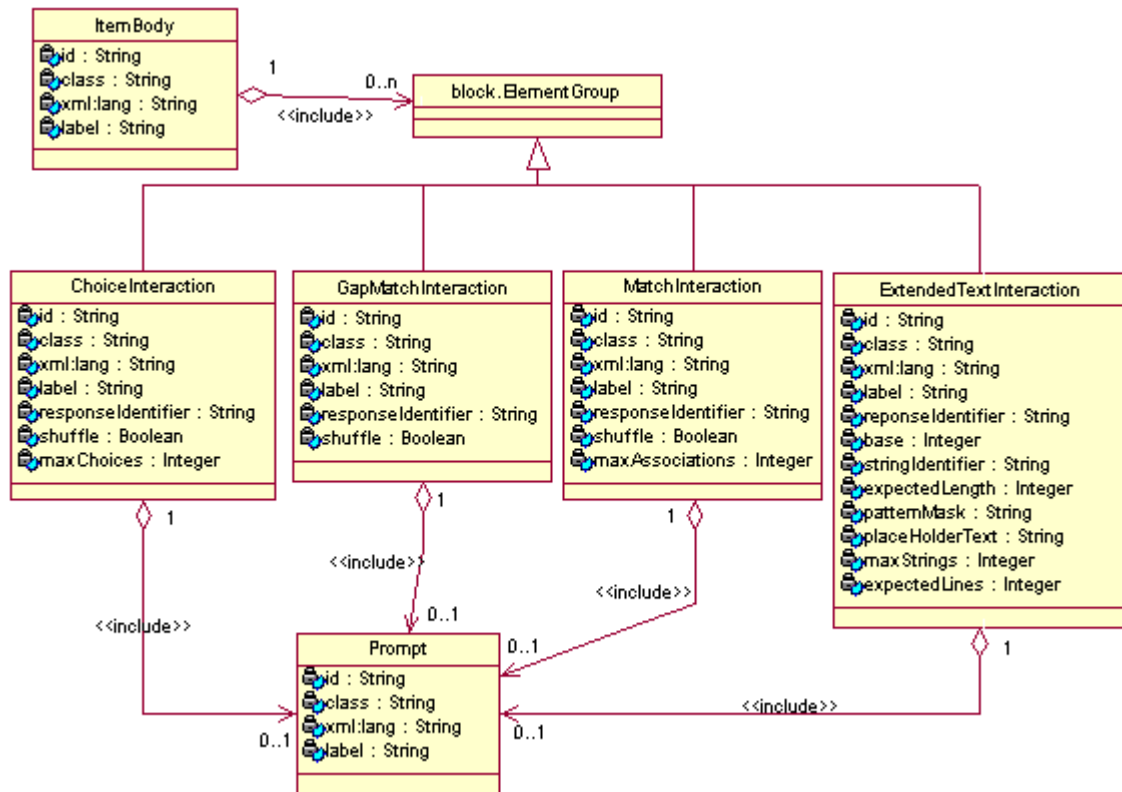 ItemBody
id : String
class : String
xml:lang : String
label : String
1
0..n
<<include>>
block.ElementGroup
ChoiceInteraction
id : String
class : String
xml:lang : String
label : String
responseIdentifier : String
shuffle : Boolean
maxChoices : Integer
GapMatchInteraction
id : String
class : String
xml:lang : String
label : String
responseIdentifier : String
shuffle : Boolean
MatchInteraction
id : String
class : String
xml:lang : String
label : String
responseIdentifier : String
shuffle : Boolean
maxAssociations : Integer
ExtendedTextInteraction
id : String
class : String
xml:lang : String
label : String
reponseIdentifier : String
base : Integer
stringIdentifier : String
expectedLength : Integer
patternMask : String
placeHolderText : String
maxStrings : Integer
expectedLines : Integer
1
<<include>>
0..1
1
<<include>>
0..1
1
<<include>>
0..1
1
<<include>>
0..1
Prompt
id : String
class : String
xml:lang : String
label : String